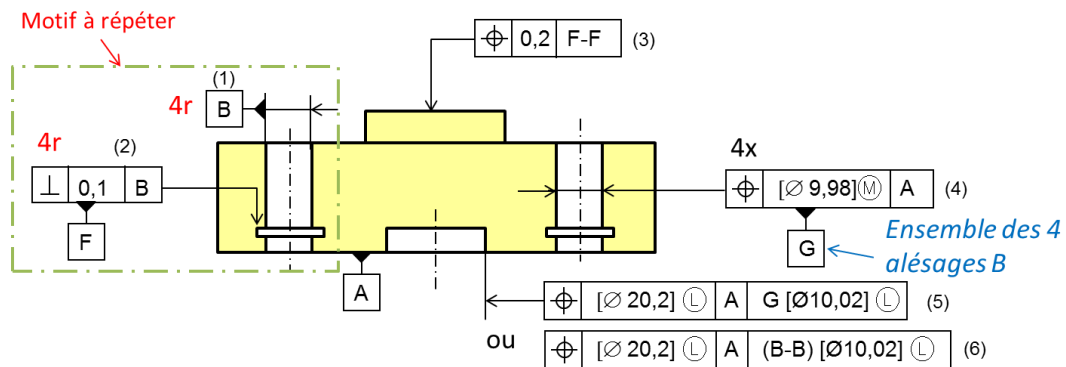 Motif à répéter
⌖ 0,2 F-F (3)
(1)
4r B
4r
(2)
⊥ 0,1 B
F
4x
⌖ [∅ 9,98] Ⓜ A (4)
G
Ensemble des 4
alésages B
A
⌖ [∅ 20,2] Ⓛ A G [Ø10,02] Ⓛ (5)
ou
⌖ [∅ 20,2] Ⓛ A (B-B) [Ø10,02] Ⓛ (6)